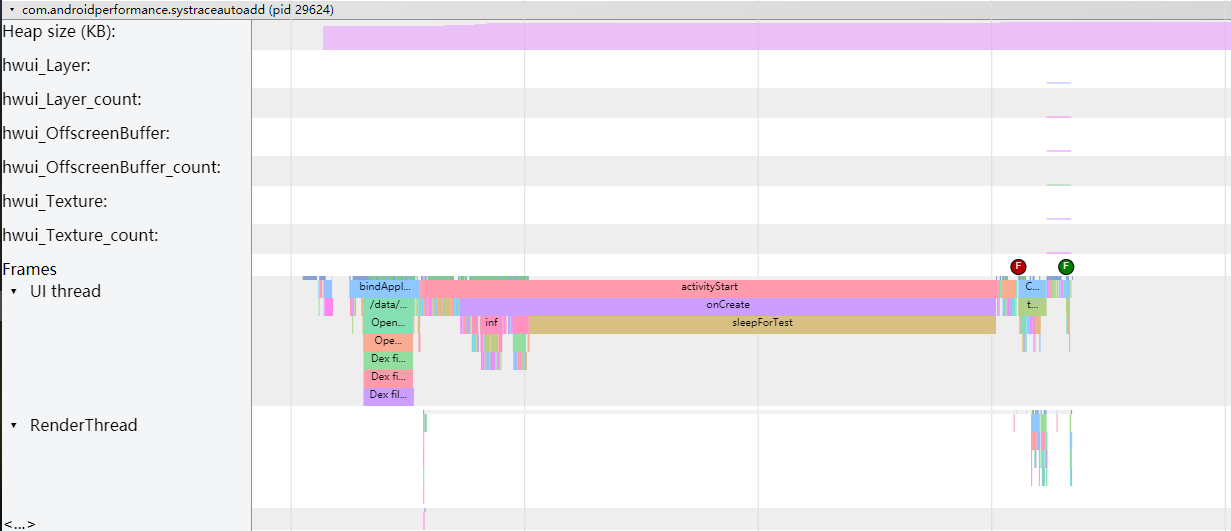 com.androidperformance.systraceautoadd (pid 29624)
Heap size (KB):
hwui_Layer:
hwui_Layer_count:
hwui_OffscreenBuffer:
hwui_OffscreenBuffer_count:
hwui_Texture:
hwui_Texture_count:
Frames
F F
UI thread
bindAppl... activityStart C...
/data/... onCreate t...
Open... inf sleepForTest
Ope...
Dex fi...
Dex fi...
Dex fil...
RenderThread
<...>